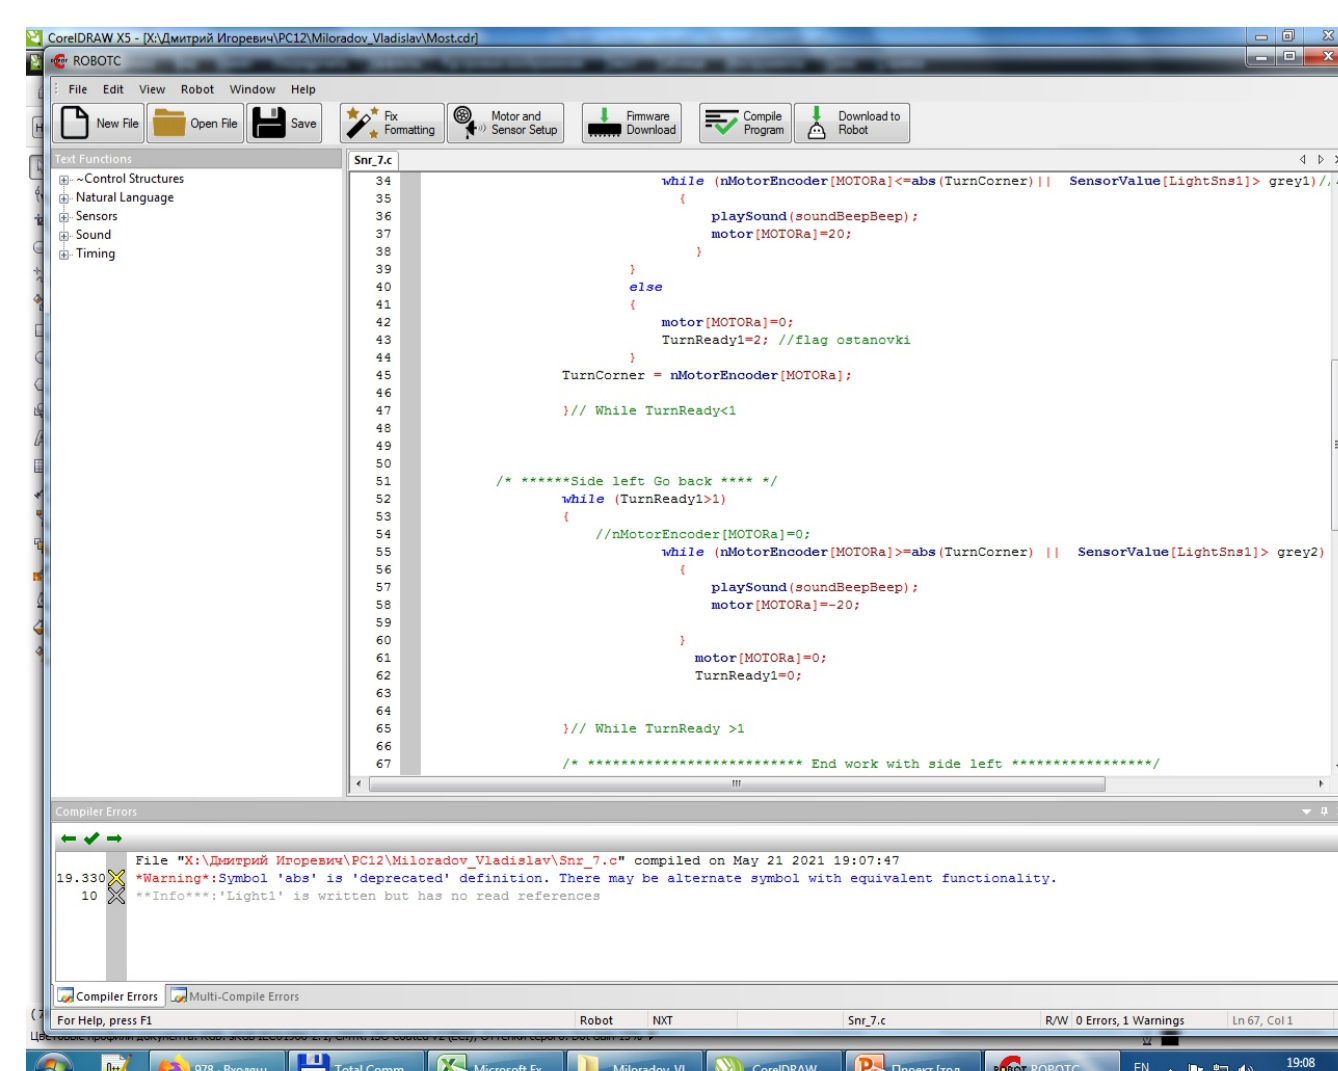 CorelDRAW X5 - [X:\Дмитрий Игоревич\PC12\Miloradov_Vladislav\Most.cdr]
ROBOTC
File Edit View Robot Window Help
New File Open File Save Fix Formatting Motor and Sensor Setup Firmware Download Compile Program Download to Robot
Text Functions
~Control Structures
Natural Language
Sensors
Sound
Timing
Snr_7.c
34 while (nMotorEncoder[MOTORa]<=abs(TurnCorner)|| SensorValue[LightSns1]> grey1)//
35 {
36 playSound(soundBeepBeep);
37 motor[MOTORa]=20;
38 }
39 }
40 else
41 {
42 motor[MOTORa]=0;
43 TurnReady1=2; //flag ostanovki
44 }
45 TurnCorner = nMotorEncoder[MOTORa];
46
47 }// While TurnReady<1
48
49
50
51 /* ******Side left Go back **** */
52 while (TurnReady1>1)
53 {
54 //nMotorEncoder[MOTORa]=0;
55 while (nMotorEncoder[MOTORa]>=abs(TurnCorner) || SensorValue[LightSns1]> grey2)
56 {
57 playSound(soundBeepBeep);
58 motor[MOTORa]=-20;
59
60 }
61 motor[MOTORa]=0;
62 TurnReady1=0;
63
64
65 }// While TurnReady >1
66
67 /* ************************** End work with side left *****************/
Compiler Errors
File "X:\Дмитрий Игоревич\PC12\Miloradov_Vladislav\Snr_7.c" compiled on May 21 2021 19:07:47
19.330 *Warning*:Symbol 'abs' is 'deprecated' definition. There may be alternate symbol with equivalent functionality.
10 **Info***:'Light1' is written but has no read references
Compiler Errors Multi-Compile Errors
For Help, press F1 Robot NXT Snr_7.c R/W 0 Errors, 1 Warnings Ln 67, Col 1
Total Comm Microsoft Ex Miloradov_Vl CorelDRAW Проект [год ROBOTC EN 19:08